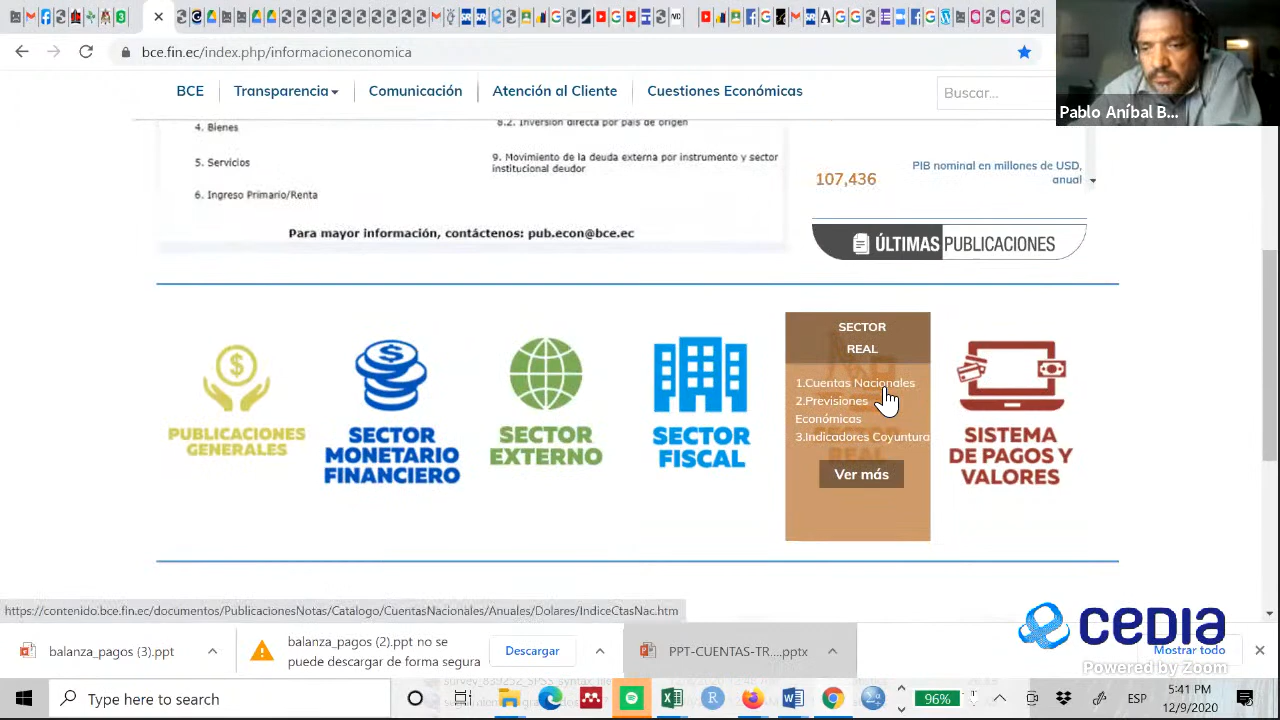 bce.fin.ec/index.php/informacioneconomica
BCE
Transparencia
Comunicación
Atención al Cliente
Cuestiones Económicas
Buscar...
Pablo Aníbal B...
4. Bienes
5. Servicios
6. Ingreso Primario/Renta
8.2. Inversión directa por país de origen
9. Movimiento de la deuda externa por instrumento y sector
institucional deudor
Para mayor información, contáctenos: pub.econ@bce.ec
107,436
PIB nominal en millones de USD,
anual
ÚLTIMAS PUBLICACIONES
PUBLICACIONES
GENERALES
SECTOR
MONETARIO
FINANCIERO
SECTOR
EXTERNO
SECTOR
FISCAL
SECTOR
REAL
1.Cuentas Nacionales
2.Previsiones
Económicas
3.Indicadores Coyuntura
Ver más
SISTEMA
DE PAGOS Y
VALORES
https://contenido.bce.fin.ec/documentos/PublicacionesNotas/Catalogo/CuentasNacionales/Anuales/Dolares/IndiceCtasNac.htm
balanza_pagos (3).ppt
balanza_pagos (2).ppt no se
puede descargar de forma segura
Descargar
PPT-CUENTAS-TR....pptx
Mostrar todo
cedia
Powered by Zoom
Type here to search
96%
ESP
5:41 PM
12/9/2020